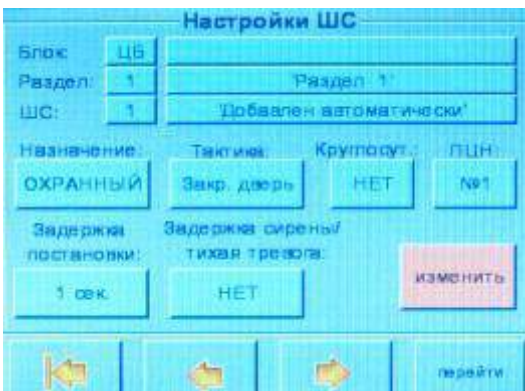 Настройки ШС
Блок: ЦБ
Раздел: 1 'Раздел 1'
ШС: 1 'Добавлен автоматически'
Назначение: Тактика: Круглосут.: ПЦН:
ОХРАННЫЙ Закр. дверь НЕТ №1
Задержка постановки: Задержка сирены/
тихая тревога:
1 сек. НЕТ изменить
перейти